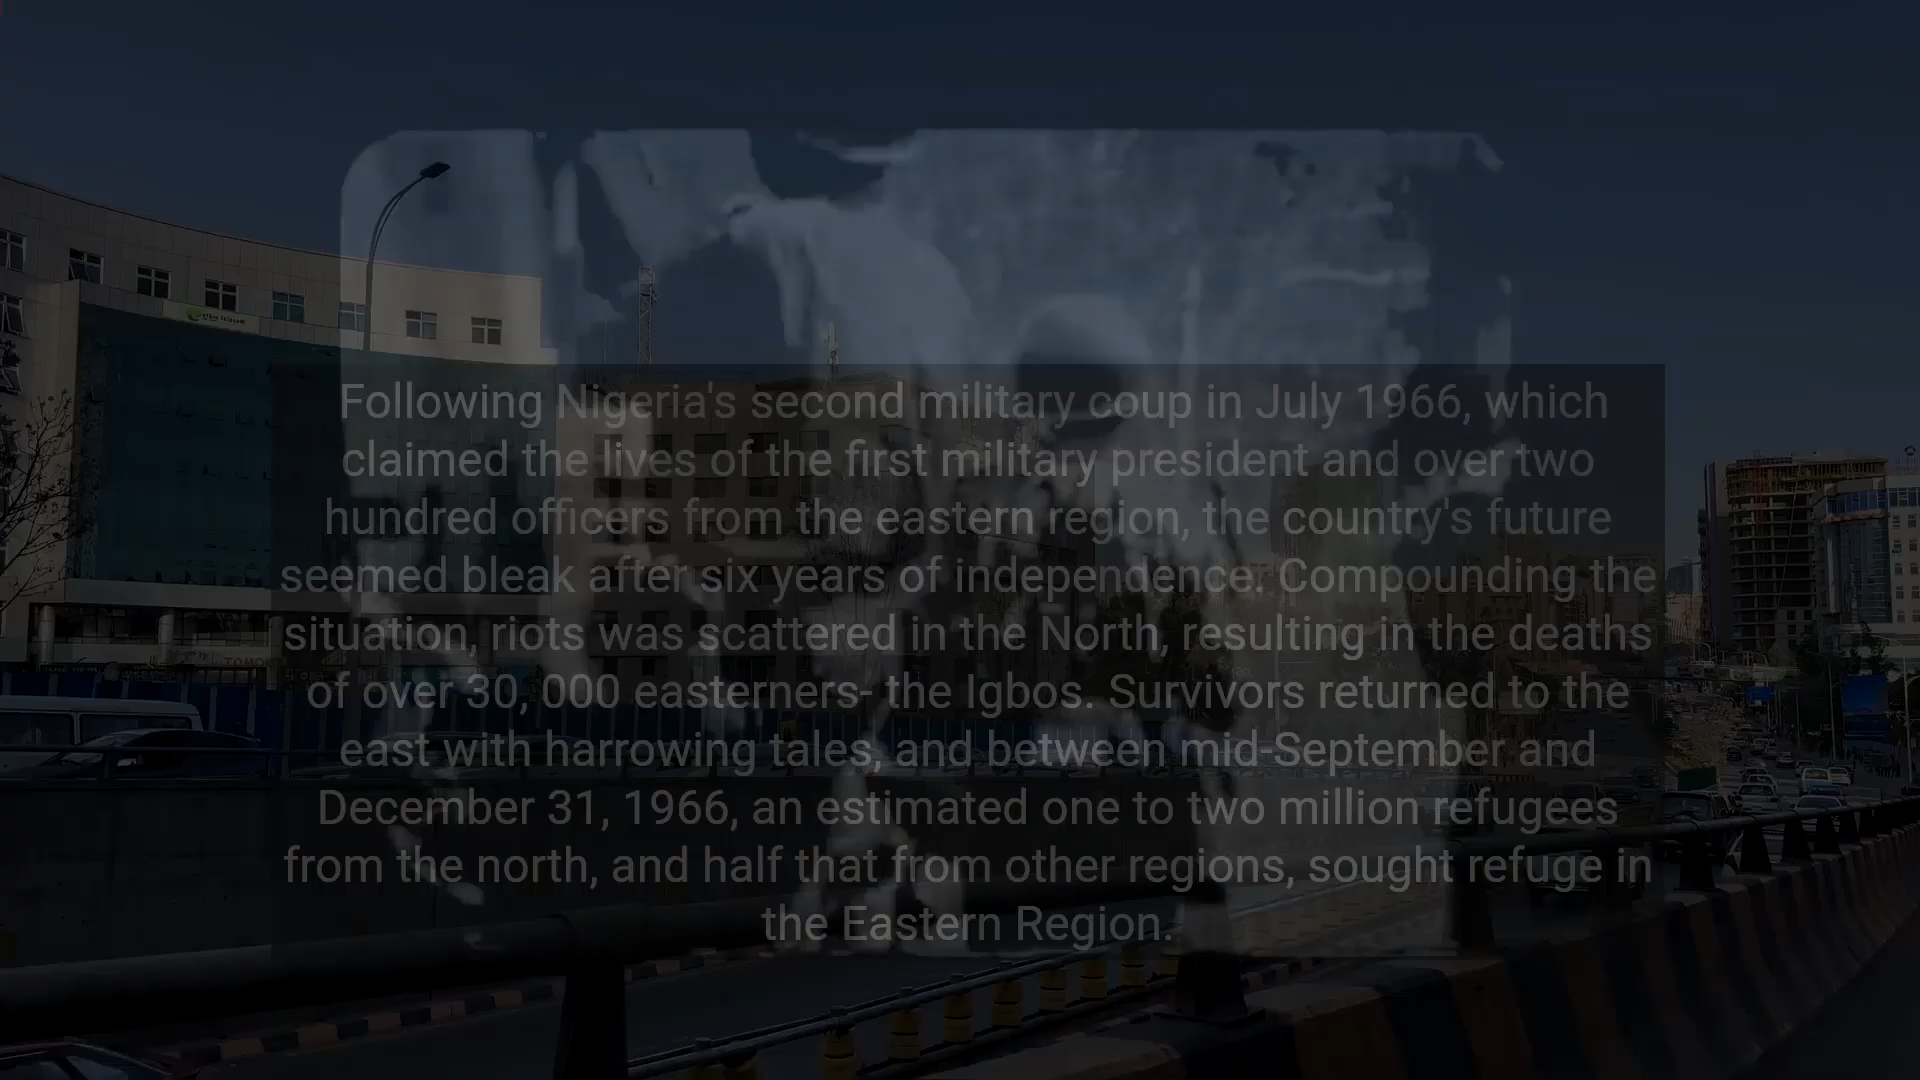 Following Nigeria's second military coup in July 1966, which
claimed the lives of the first military president and over two
hundred officers from the eastern region, the country's future
seemed bleak after six years of independence. Compounding the
situation, riots was scattered in the North, resulting in the deaths
of over 30, 000 easterners- the Igbos. Survivors returned to the
east with harrowing tales, and between mid-September and
December 31, 1966, an estimated one to two million refugees
from the north, and half that from other regions, sought refuge in
the Eastern Region.